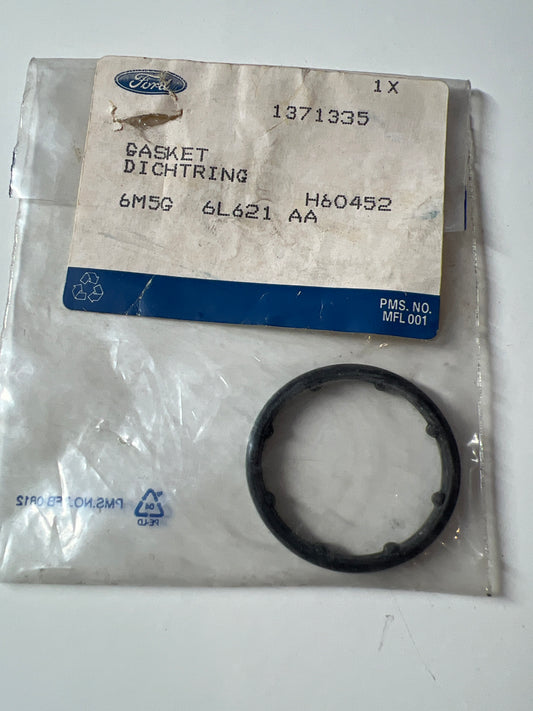 Ford
1X
1371335
GASKET
DICHTRING
6M5G 6L621 AA H60452
PMS. NO.
MFL 001
04
PE-LD
PMS.NO. FB 0812